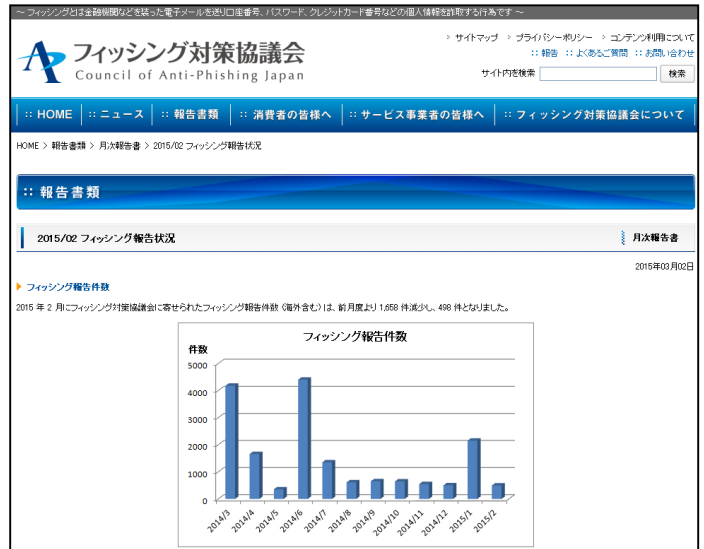 ～ フィッシングとは金融機関などを装った電子メールを送り口座番号、パスワード、クレジットカード番号などの個人情報を詐取する行為です ～
フィッシング対策協議会
Council of Anti-Phishing Japan
> サイトマップ > プライバシーポリシー > コンテンツ利用について
:: 報告 :: よくあるご質問 :: お問い合わせ
サイト内を検索 検索
:: HOME :: ニュース :: 報告書類 :: 消費者の皆様へ :: サービス事業者の皆様へ :: フィッシング対策協議会について
HOME > 報告書類 > 月次報告書 > 2015/02 フィッシング報告状況
:: 報告書類
2015/02 フィッシング報告状況 月次報告書
2015年03月02日
フィッシング報告件数
2015 年 2 月にフィッシング対策協議会に寄せられたフィッシング報告件数 (海外含む) は、前月度より 1,658 件減少し、498 件となりました。
フィッシング報告件数
件数
5000
4000
3000
2000
1000
0
2014/3 2014/4 2014/5 2014/6 2014/7 2014/8 2014/9 2014/10 2014/11 2014/12 2015/1 2015/2